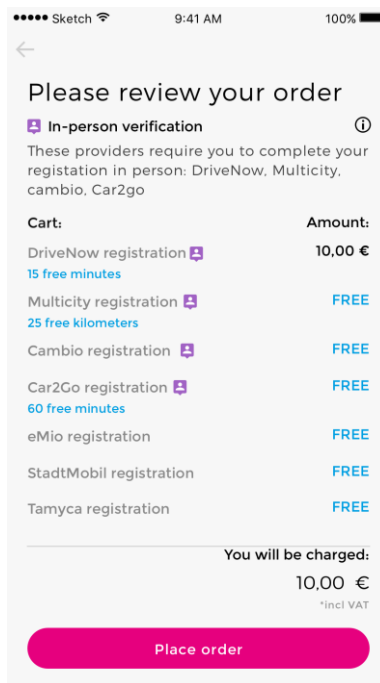 Sketch 9:41 AM 100%
Please review your order
In-person verification
These providers require you to complete your
registation in person: DriveNow, Multicity,
cambio, Car2go
Cart: Amount:
DriveNow registration 10,00 €
15 free minutes
Multicity registration FREE
25 free kilometers
Cambio registration FREE
Car2Go registration FREE
60 free minutes
eMio registration FREE
StadtMobil registration FREE
Tamyca registration FREE
You will be charged:
10,00 €
*incl VAT
Place order